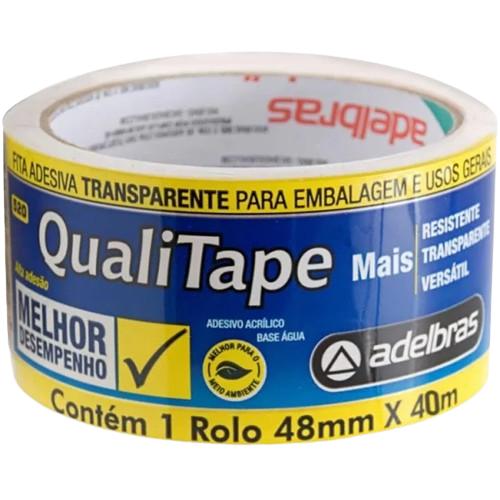 adelbras
FITA ADESIVA TRANSPARENTE PARA EMBALAGEM E USOS GERAIS
520
QualiTape
Mais
RESISTENTE
TRANSPARENTE
VERSÁTIL
Alta adesão
MELHOR
DESEMPENHO
ADESIVO ACRÍLICO
BASE ÁGUA
MELHOR PARA O
MEIO AMBIENTE
adelbras
Contém 1 Rolo 48mm X 40m